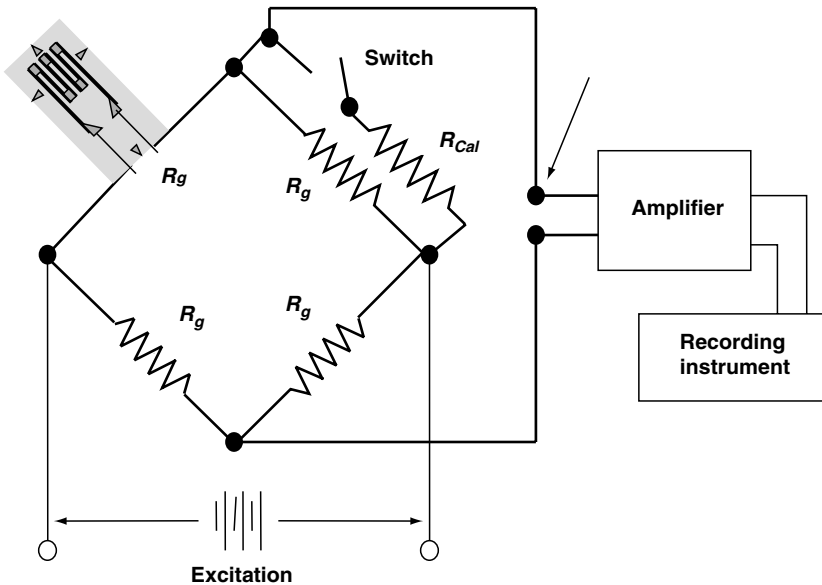 Switch
R_Cal
R_g
R_g
Amplifier
R_g
R_g
Recording
instrument
Excitation